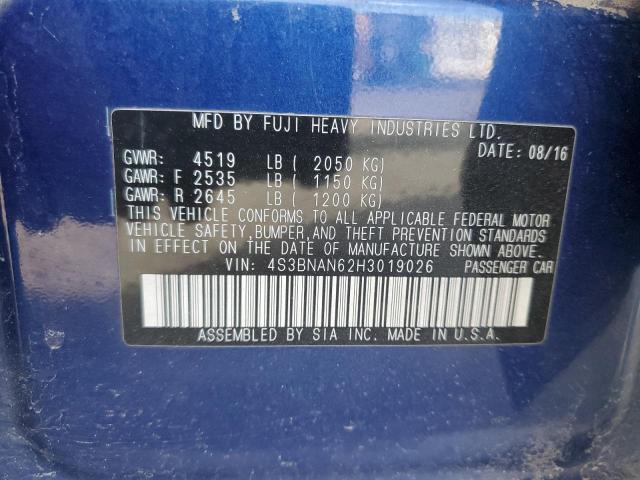 MFD BY FUJI HEAVY INDUSTRIES LTD.
DATE: 08/16
GVWR: 4519 LB ( 2050 KG)
GAWR: F 2535 LB ( 1150 KG)
GAWR: R 2645 LB ( 1200 KG)
THIS VEHICLE CONFORMS TO ALL APPLICABLE FEDERAL MOTOR
VEHICLE SAFETY, BUMPER, AND THEFT PREVENTION STANDARDS
IN EFFECT ON THE DATE OF MANUFACTURE SHOWN ABOVE.
VIN: 4S3BNAN62H3019026 PASSENGER CAR
ASSEMBLED BY SIA INC. MADE IN U.S.A.